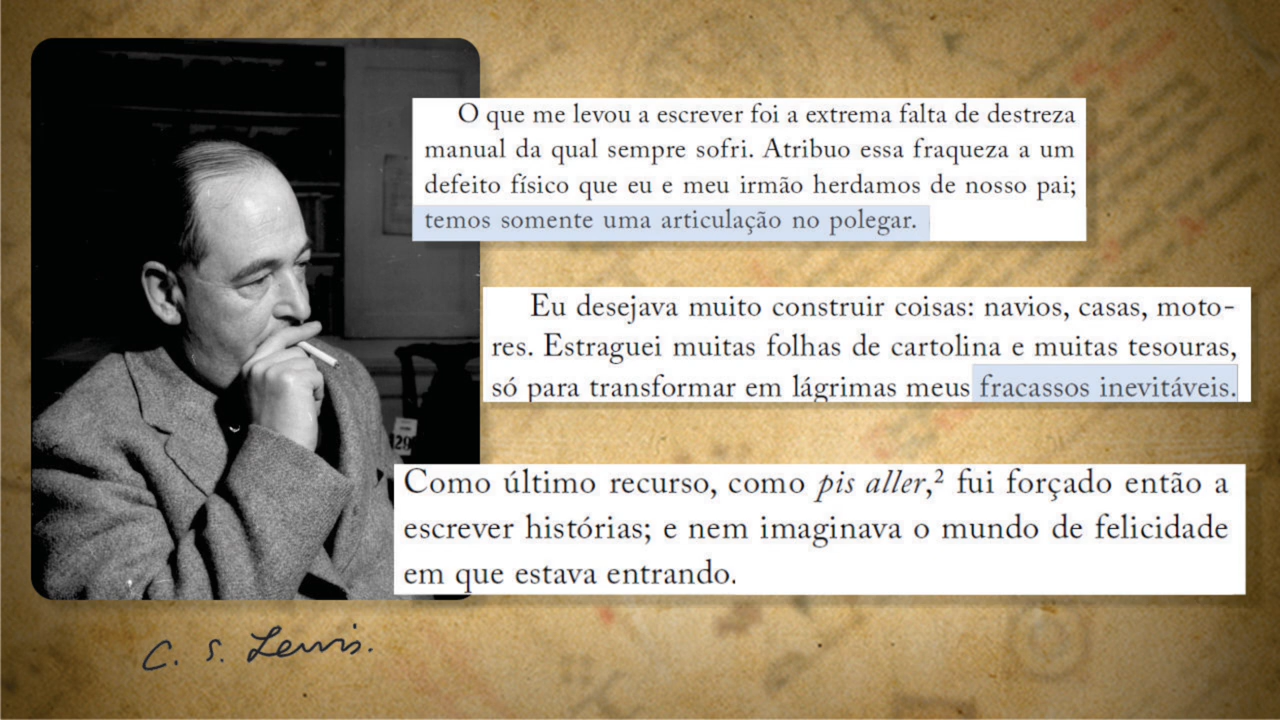 O que me levou a escrever foi a extrema falta de destreza
manual da qual sempre sofri. Atribuo essa fraqueza a um
defeito físico que eu e meu irmão herdamos de nosso pai;
temos somente uma articulação no polegar.
Eu desejava muito construir coisas: navios, casas, moto-
res. Estraguei muitas folhas de cartolina e muitas tesouras,
só para transformar em lágrimas meus fracassos inevitáveis.
29
Como último recurso, como pis aller,² fui forçado então a
escrever histórias; e nem imaginava o mundo de felicidade
em que estava entrando.
C. S. Lewis.